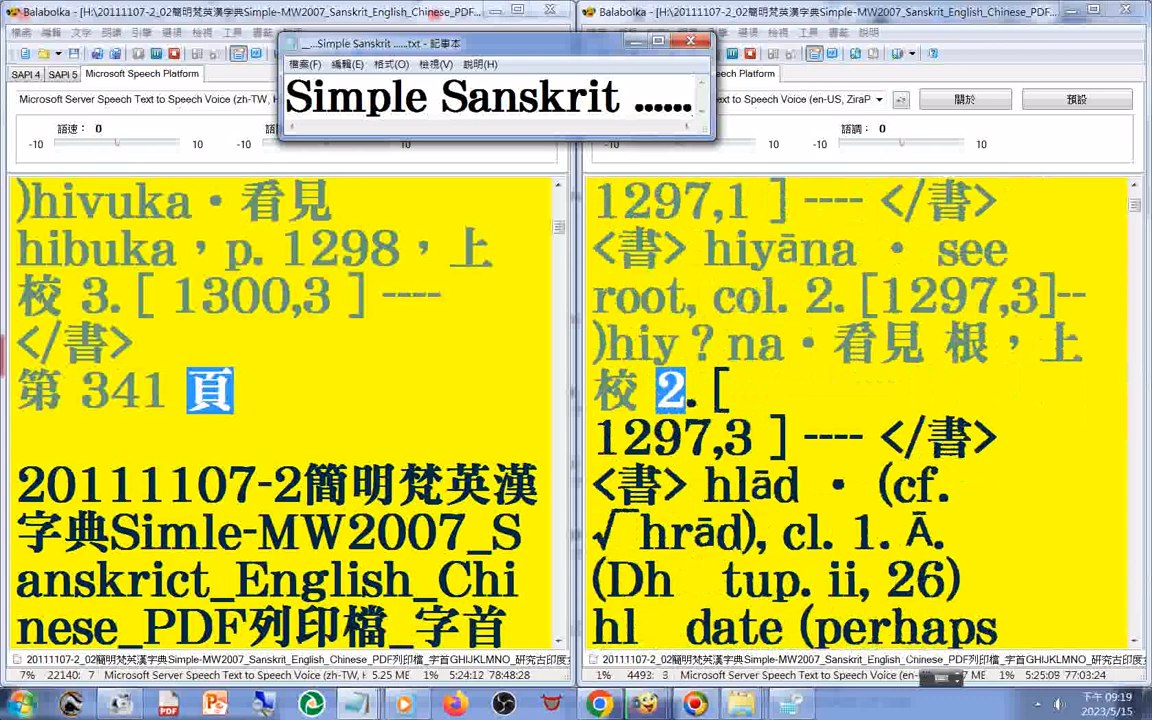 Balabolka - [H:\20111107-2_02簡明梵英漢字典Simple-MW2007_Sanskrit_English_Chinese_PDF...
Balabolka - [H:\20111107-2_02簡明梵英漢字典Simple-MW2007_Sanskrit_English_Chinese_PDF...
__...Simple Sanskrit ......txt - 記事本
檔案(F) 編輯(E) 格式(O) 檢視(V) 說明(H)
Simple Sanskrit ......
SAPI 4 SAPI 5 Microsoft Speech Platform
Microsoft Server Speech Text to Speech Voice (zh-TW, H
語速: 0
-10 10 -10
)hivuka・看見
hibuka，p. 1298，上
校 3. [ 1300,3 ] ----
</書>
第 341 頁
20111107-2簡明梵英漢
字典Simle-MW2007_S
anskrict_English_Chi
nese_PDF列印檔_字首
20111107-2_02簡明梵英漢字典Simple-MW2007_Sanskrit_English_Chinese_PDF列印檔_字首GHIJKLMNO_研究古印度
7% 22140: 7 Microsoft Server Speech Text to Speech Voice (zh-TW, H 5.25 ME 1% 5:24:12 78:48:28
eech Platform
ext to Speech Voice (en-US, ZiraP
關於 預設
語調: 0
-10 10 -10 10
1297,1 ] ---- </書>
<書> hiyāna • see
root, col. 2. [1297,3]--
)hiy？na・看見 根，上
校 2. [
1297,3 ] ---- </書>
<書> hlād • (cf.
√hrād), cl. 1. Ā.
(Dh tup. ii, 26)
hl date (perhaps
20111107-2_02簡明梵英漢字典Simple-MW2007_Sanskrit_English_Chinese_PDF列印檔_字首GHIJKLMNO_研究古印度
1% 4493: 3 Microsoft Server Speech Text to Speech Voice ME 1% 5:25:09 77:03:24
下午 09:19
2023/5/15